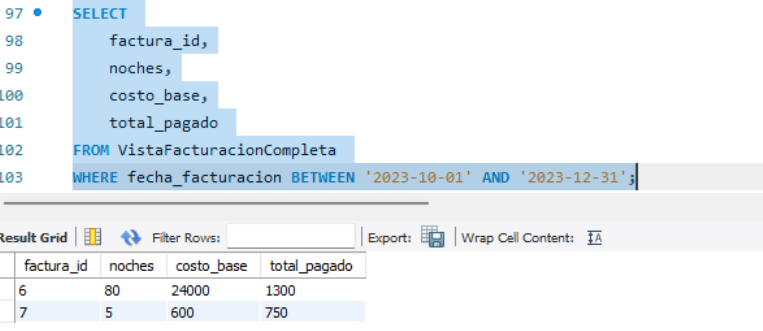 97 SELECT
98 factura_id,
99 noches,
100 costo_base,
101 total_pagado
102 FROM VistaFacturacionCompleta
103 WHERE fecha_facturacion BETWEEN '2023-10-01' AND '2023-12-31';
Result Grid Filter Rows: Export: Wrap Cell Content: IA
factura_id noches costo_base total_pagado
6 80 24000 1300
7 5 600 750